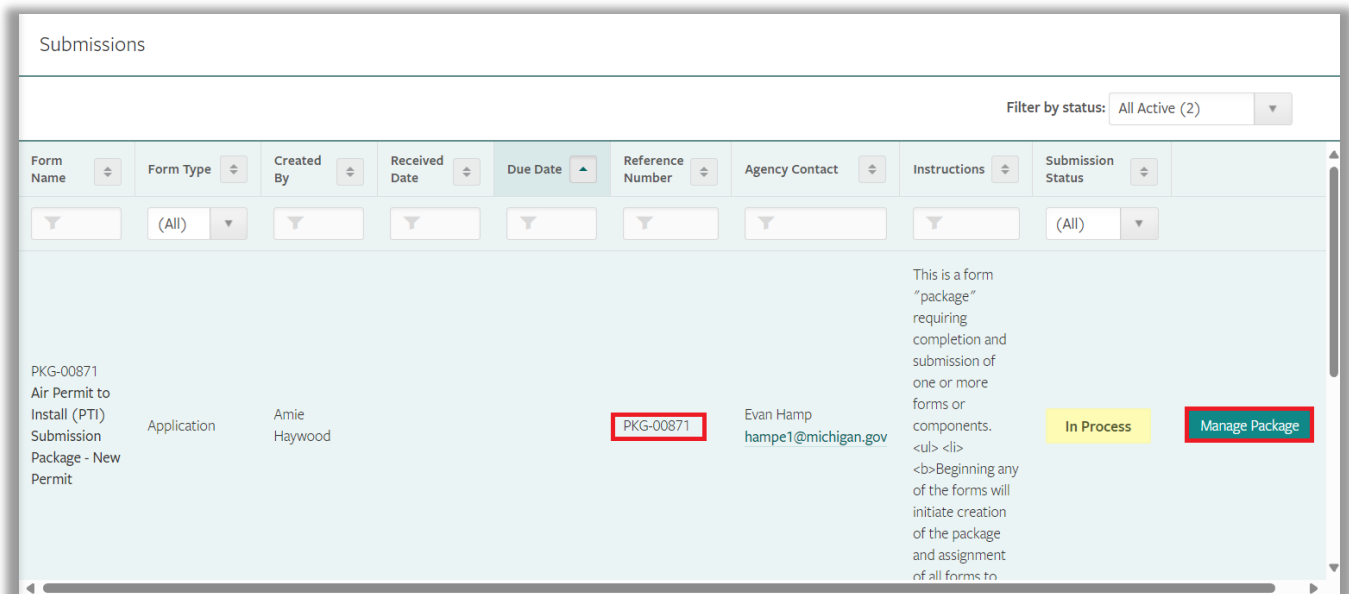 Submissions
Filter by status: All Active (2)
Form
Name
Form Type
Created
By
Received
Date
Due Date
Reference
Number
Agency Contact
Instructions
Submission
Status
(All)
(All)
PKG-00871
Air Permit to
Install (PTI)
Submission
Package - New
Permit
Application
Amie
Haywood
PKG-00871
Evan Hamp
hampe1@michigan.gov
This is a form
"package"
requiring
completion and
submission of
one or more
forms or
components.
<ul> <li>
<b>Beginning any
of the forms will
initiate creation
of the package
and assignment
of all forms to
In Process
Manage Package